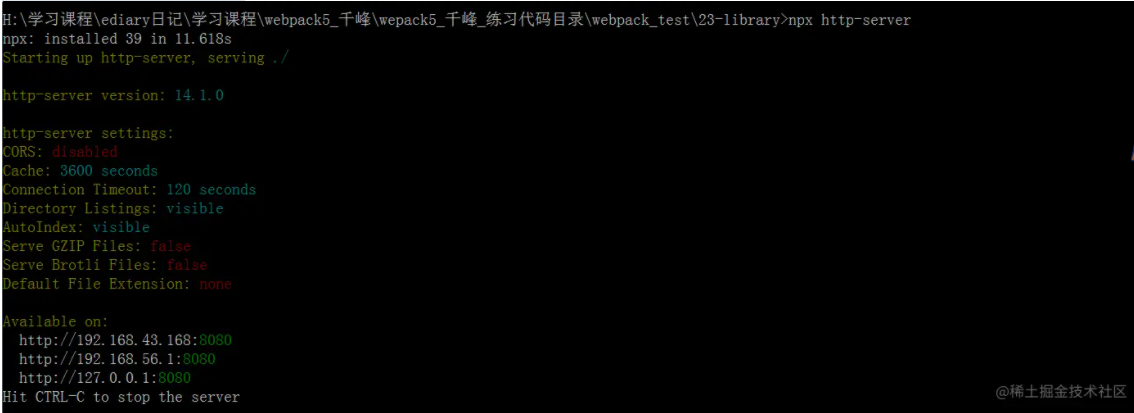 H:\学习课程\ediary日记\学习课程\webpack5_千峰\wepack5_千峰_练习代码目录\webpack_test\23-library>npx http-server
npx: installed 39 in 11.618s
Starting up http-server, serving ./
http-server version: 14.1.0
http-server settings:
CORS: disabled
Cache: 3600 seconds
Connection Timeout: 120 seconds
Directory Listings: visible
AutoIndex: visible
Serve GZIP Files: false
Serve Brotli Files: false
Default File Extension: none
Available on:
http://192.168.43.168:8080
http://192.168.56.1:8080
http://127.0.0.1:8080
Hit CTRL-C to stop the server
@稀土掘金技术社区